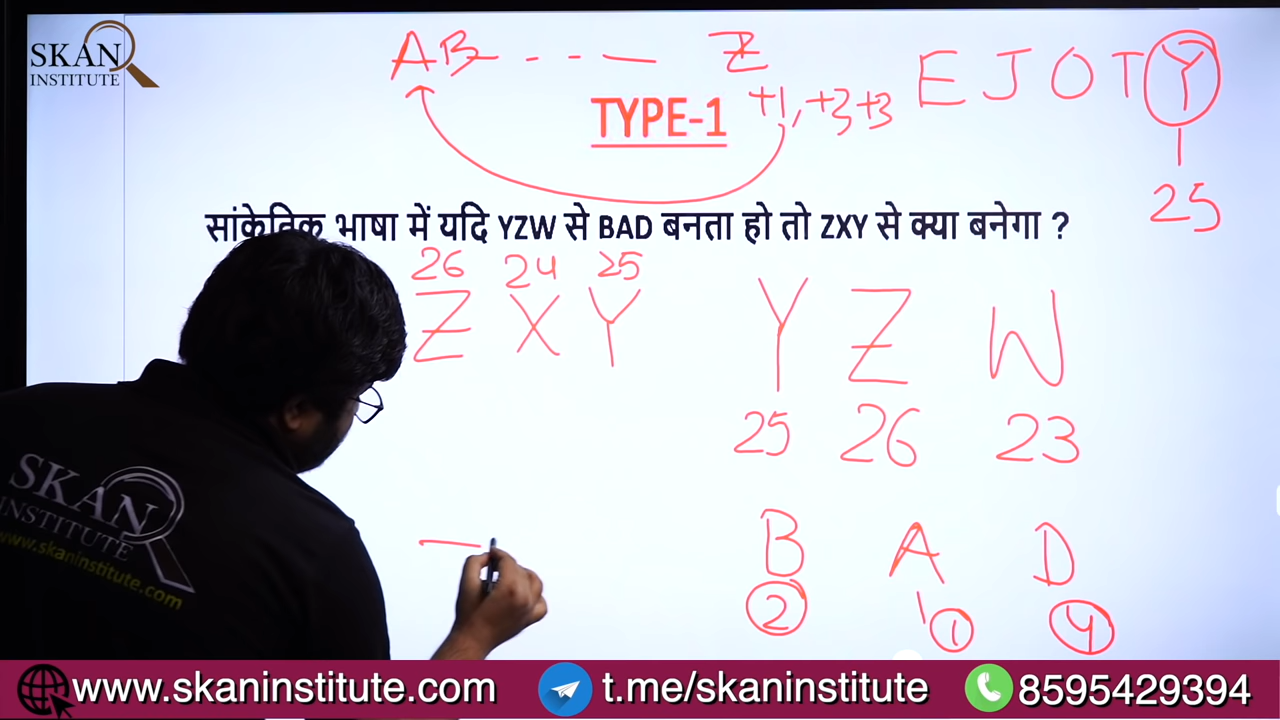 SKAN
INSTITUTE
A B - - - Z
+1, +3 +3
E J O T Y
25
TYPE-1
सांकेतिक भाषा में यदि YZW से BAD बनता हो तो ZXY से क्या बनेगा ?
26 24 25
Z X Y
Y Z W
25 26 23
B A D
2 1 4
SKAN
INSTITUTE
www.skaninstitute.com
www.skaninstitute.com t.me/skaninstitute 8595429394